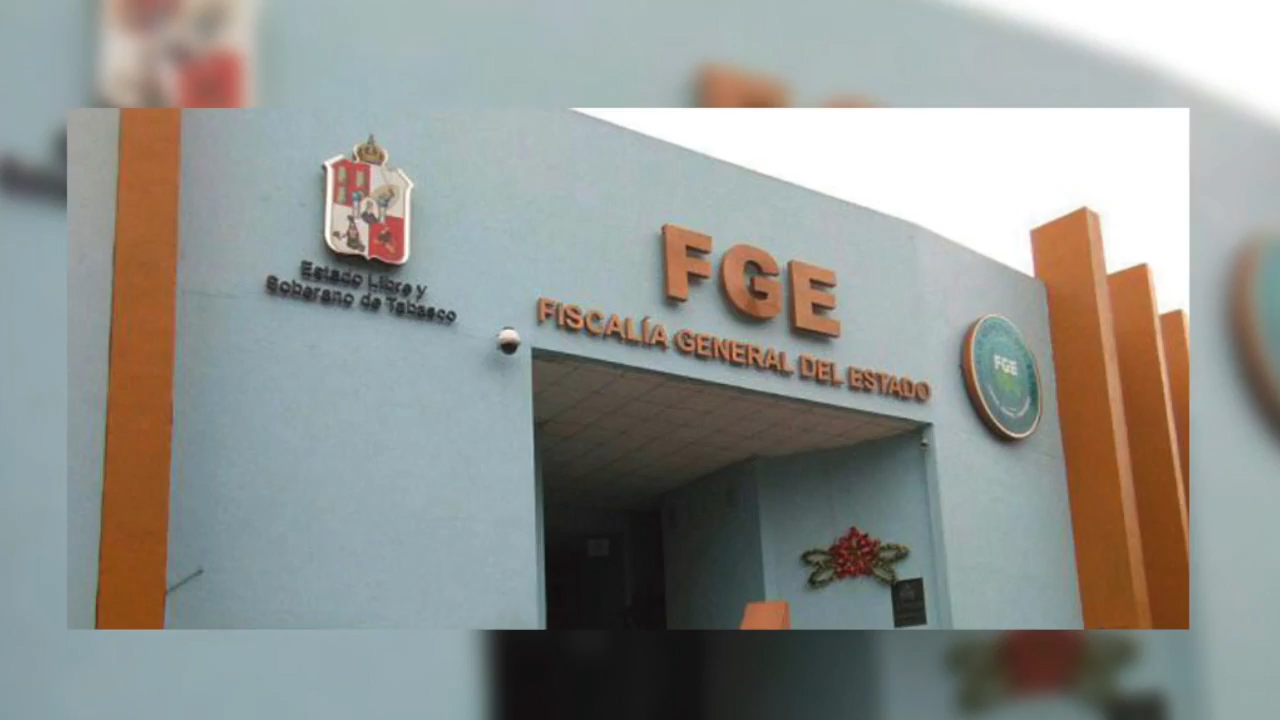 Estado Libre y
Soberano de Tabasco
FGE
FISCALÍA GENERAL DEL ESTADO
FGE